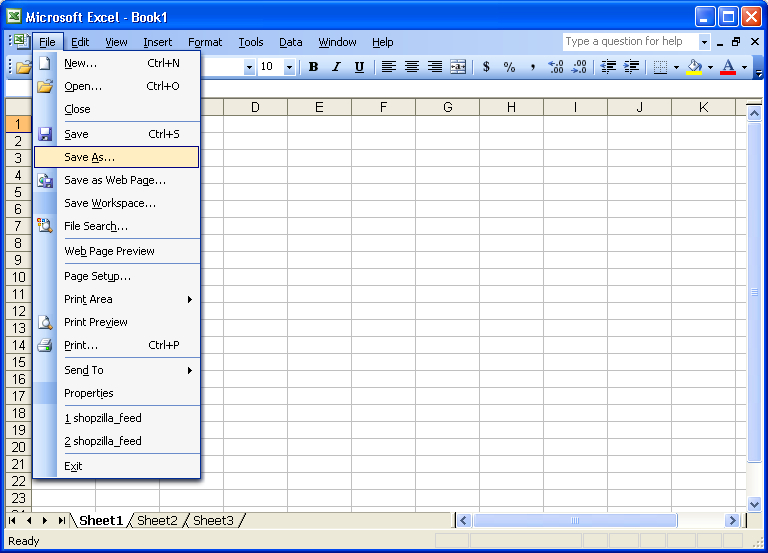 Microsoft Excel - Book1
File Edit View Insert Format Tools Data Window Help Type a question for help
10 B I U $ % , A
New... Ctrl+N
Open... Ctrl+O
Close
Save Ctrl+S
Save As...
Save as Web Page...
Save Workspace...
File Search...
Web Page Preview
Page Setup...
Print Area
Print Preview
Print... Ctrl+P
Send To
Properties
1 shopzilla_feed
2 shopzilla_feed
Exit
D E F G H I J K
1
2
3
4
5
6
7
8
9
10
11
12
13
14
15
16
17
18
19
20
21
22
23
Sheet1 Sheet2 Sheet3
Ready